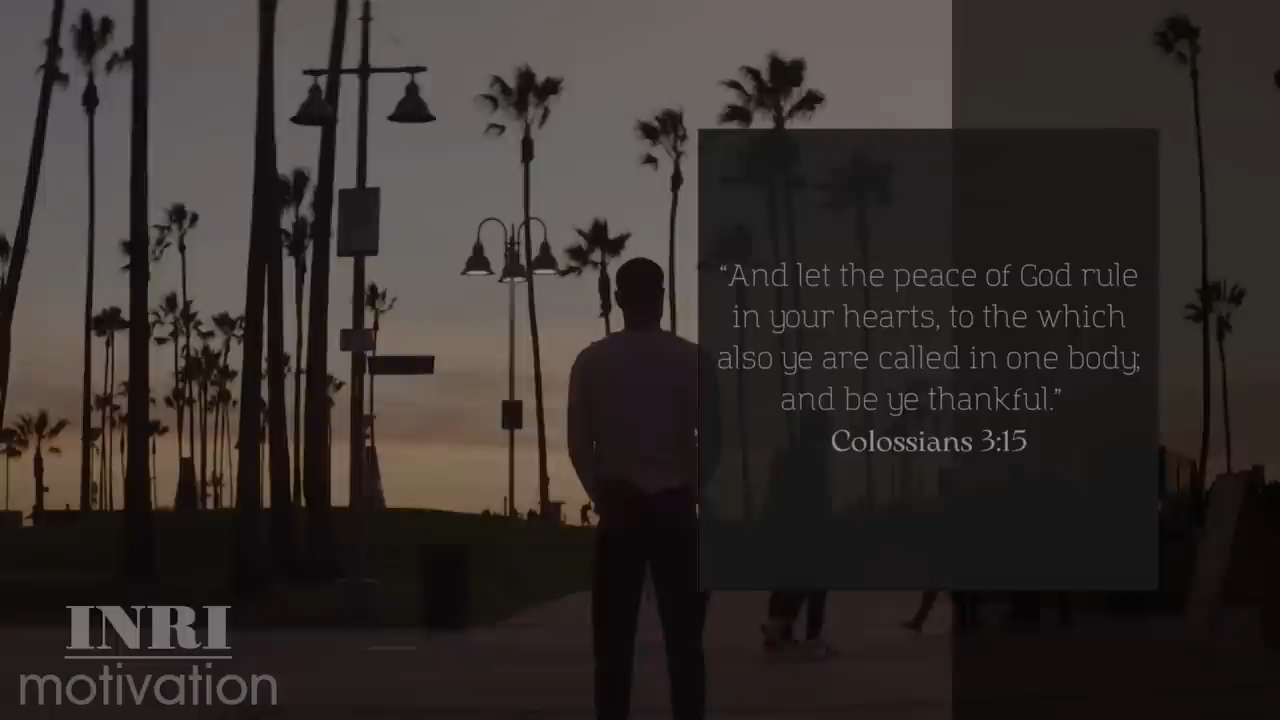 “And let the peace of God rule
in your hearts, to the which
also ye are called in one body;
and be ye thankful.”
Colossians 3:15
INRI
motivation